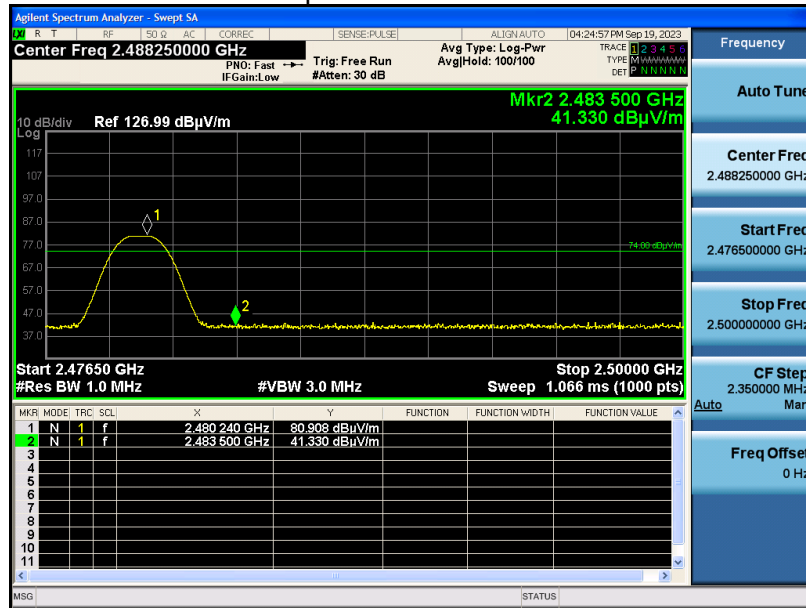 Agilent Spectrum Analyzer - Swept SA
LXI R T RF 50 Ω AC CORREC SENSE:PULSE ALIGN AUTO 04:24:57 PM Sep 19, 2023
Center Freq 2.488250000 GHz
PNO: Fast
IFGain:Low
Trig: Free Run
#Atten: 30 dB
Avg Type: Log-Pwr
Avg|Hold: 100/100
TRACE 1 2 3 4 5 6
TYPE M WWWWW
DET P N N N N N
Mkr2 2.483 500 GHz
41.330 dBµV/m
10 dB/div Ref 126.99 dBµV/m
Log
117
107
97.0
87.0
77.0
67.0
57.0
47.0
37.0
1
74.00 dBµV/m
2
Start 2.47650 GHz Stop 2.50000 GHz
#Res BW 1.0 MHz #VBW 3.0 MHz Sweep 1.066 ms (1000 pts)
MKR MODE TRC SCL X Y FUNCTION FUNCTION WIDTH FUNCTION VALUE
1 N 1 f 2.480 240 GHz 80.908 dBµV/m
2 N 1 f 2.483 500 GHz 41.330 dBµV/m
3
4
5
6
7
8
9
10
11
MSG STATUS
Frequency
Auto Tune
Center Freq
2.488250000 GHz
Start Freq
2.476500000 GHz
Stop Freq
2.500000000 GHz
CF Step
2.350000 MHz
Auto Man
Freq Offset
0 Hz